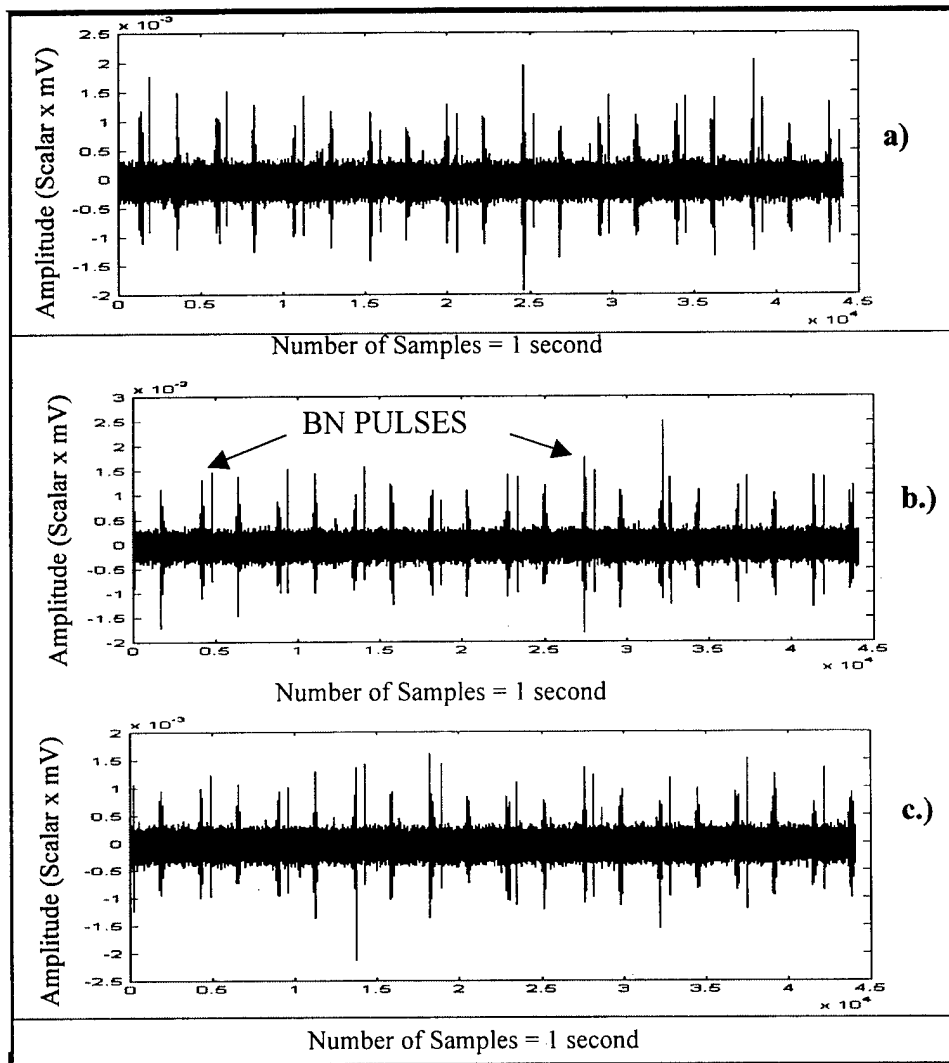 × 10⁻³
2.5
2
1.5
1
0.5
0
-0.5
-1
-1.5
-2
Amplitude (Scalar x mV)
0 0.5 1 1.5 2 2.5 3 3.5 4 4.5
× 10⁴
a)
Number of Samples = 1 second
× 10⁻³
3
2.5
2
1.5
1
0.5
0
-0.5
-1
-1.5
-2
Amplitude (Scalar x mV)
BN PULSES
0 0.5 1 1.5 2 2.5 3 3.5 4 4.5
× 10⁴
b.)
Number of Samples = 1 second
× 10⁻³
2
1.5
1
0.5
0
-0.5
-1
-1.5
-2
-2.5
Amplitude (Scalar x mV)
0 0.5 1 1.5 2 2.5 3 3.5 4 4.5
× 10⁴
c.)
Number of Samples = 1 second